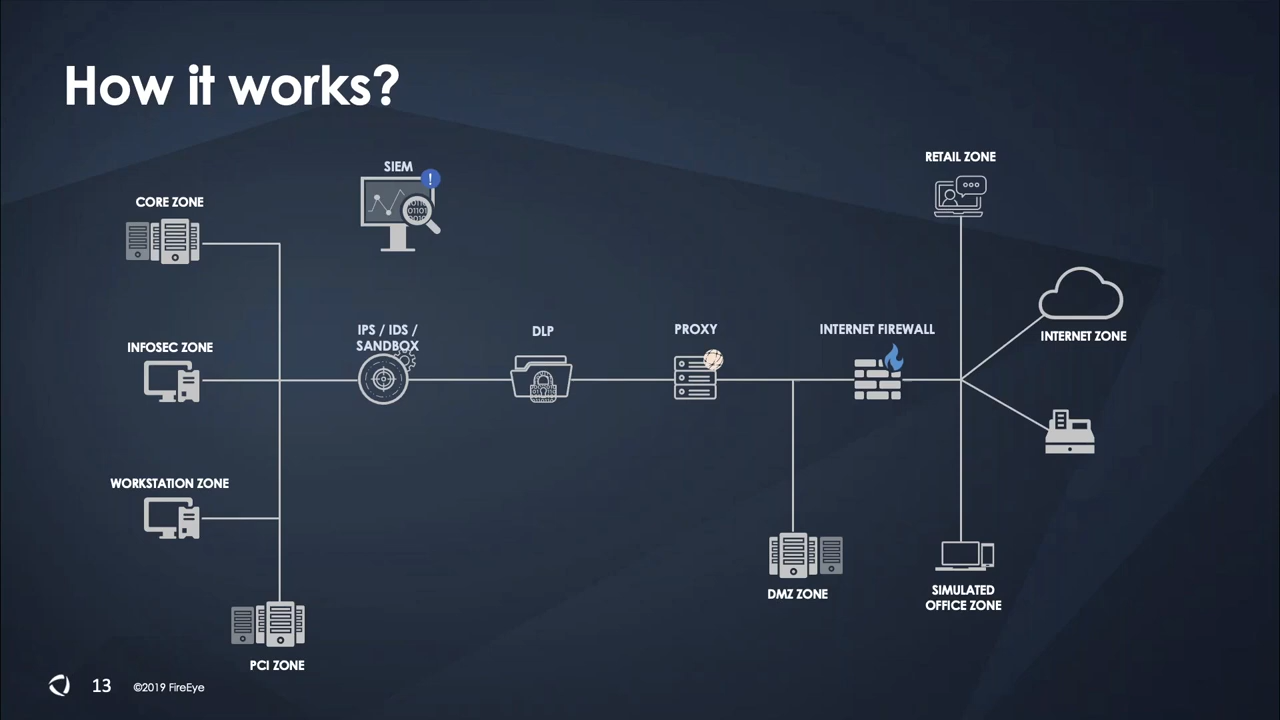 How it works?
RETAIL ZONE
SIEM
!
CORE ZONE
IPS / IDS /
SANDBOX
DLP
PROXY
INTERNET FIREWALL
INTERNET ZONE
INFOSEC ZONE
WORKSTATION ZONE
DMZ ZONE
SIMULATED
OFFICE ZONE
PCI ZONE
13
©2019 FireEye